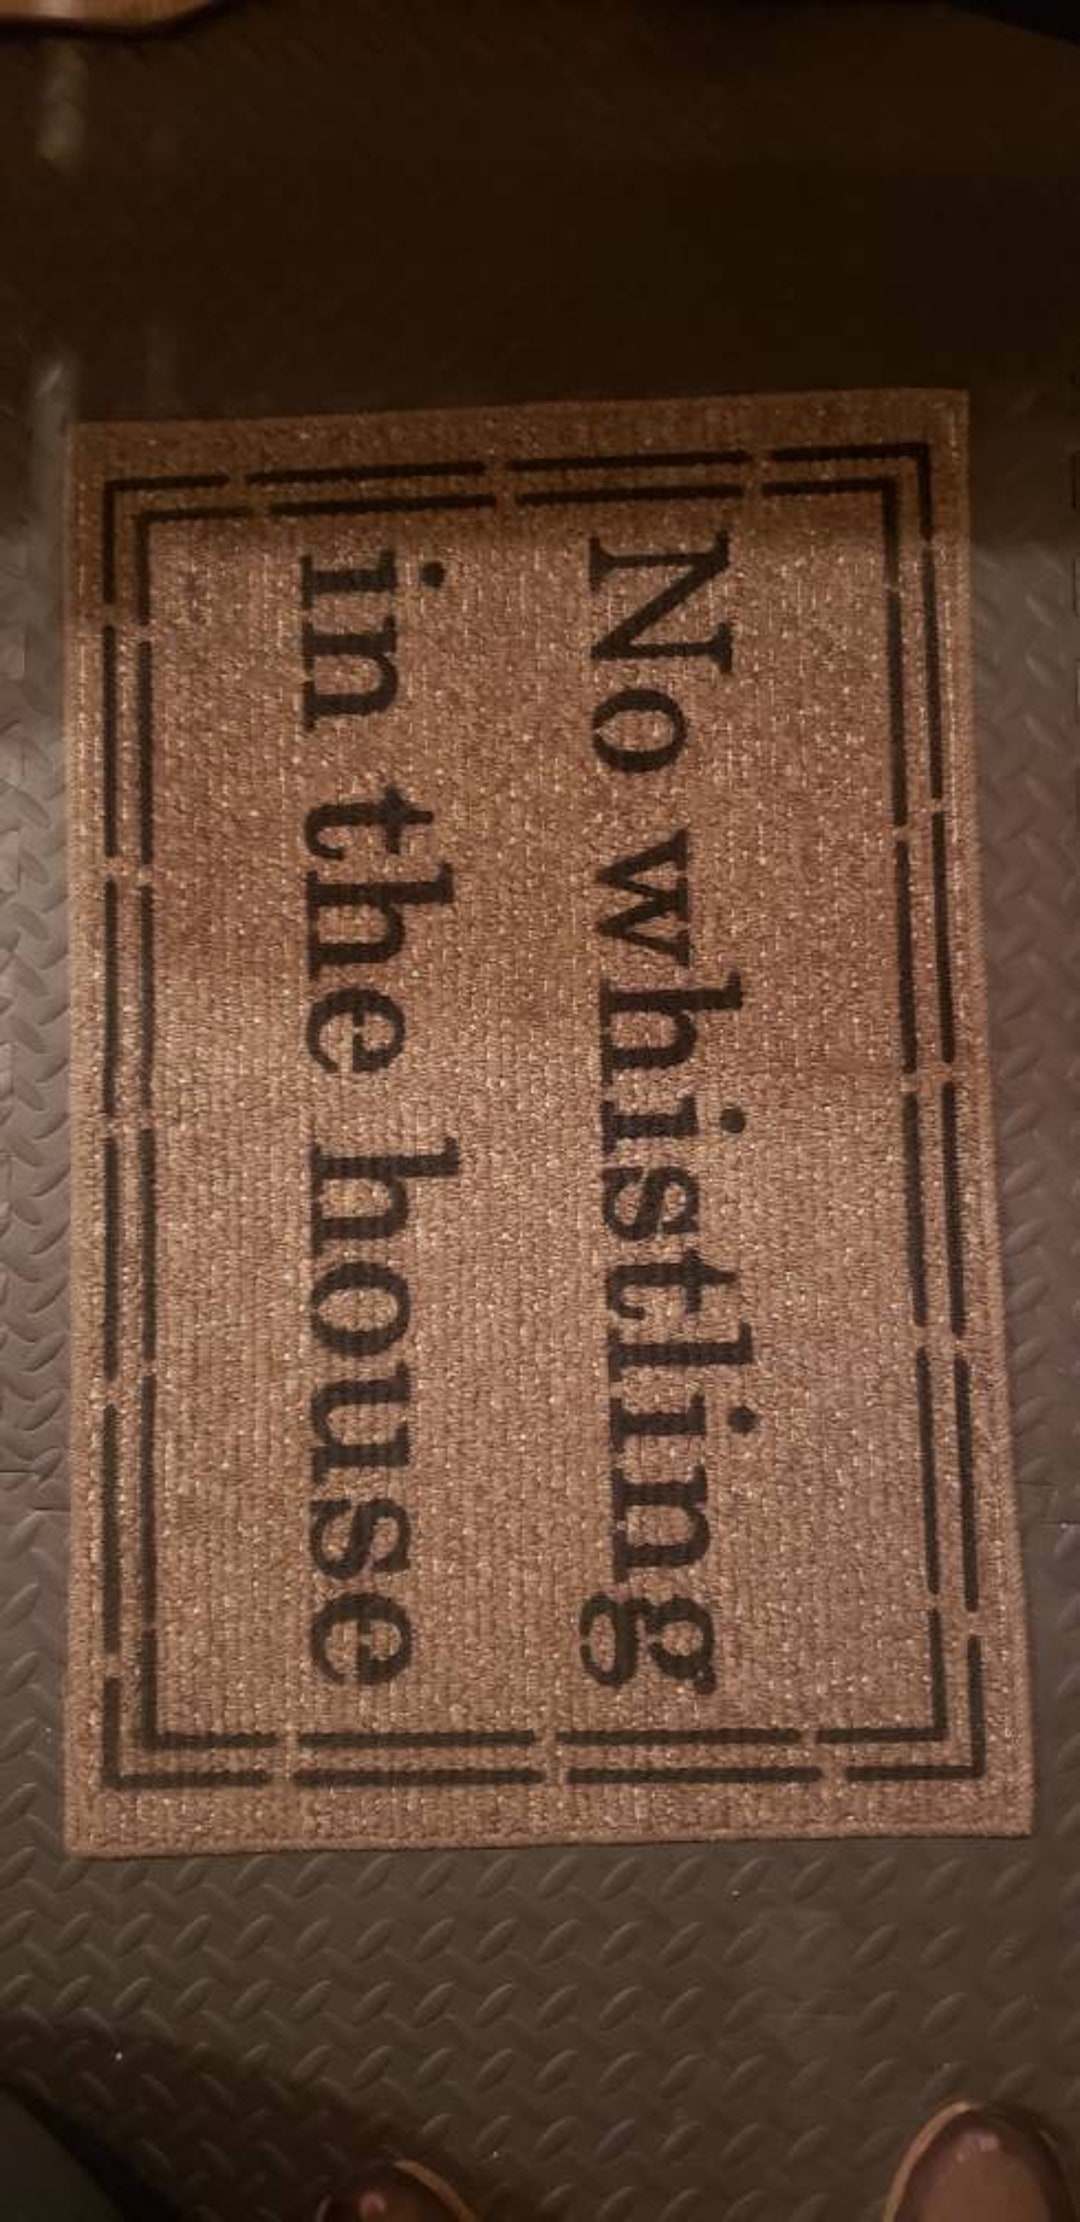 No whistling
in the house